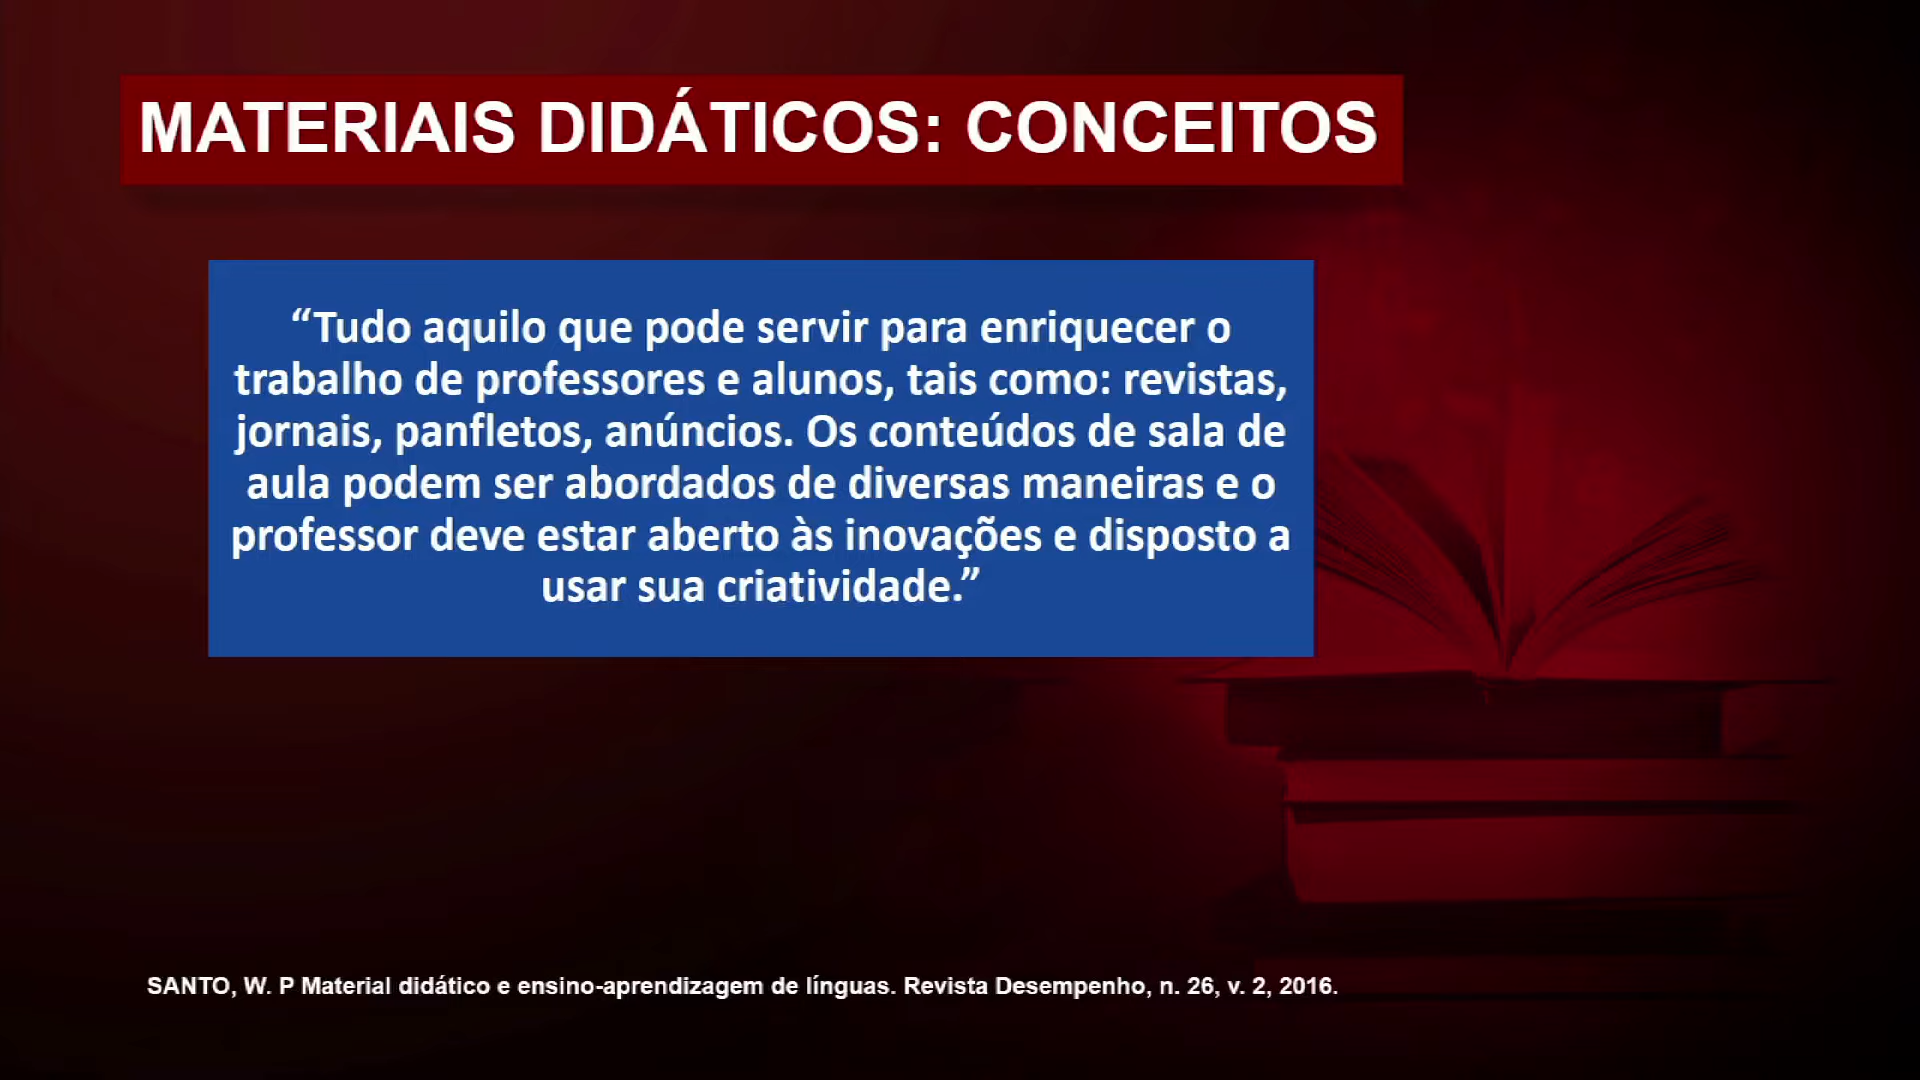 MATERIAIS DIDÁTICOS: CONCEITOS
“Tudo aquilo que pode servir para enriquecer o
trabalho de professores e alunos, tais como: revistas,
jornais, panfletos, anúncios. Os conteúdos de sala de
aula podem ser abordados de diversas maneiras e o
professor deve estar aberto às inovações e disposto a
usar sua criatividade.”
SANTO, W. P Material didático e ensino-aprendizagem de línguas. Revista Desempenho, n. 26, v. 2, 2016.